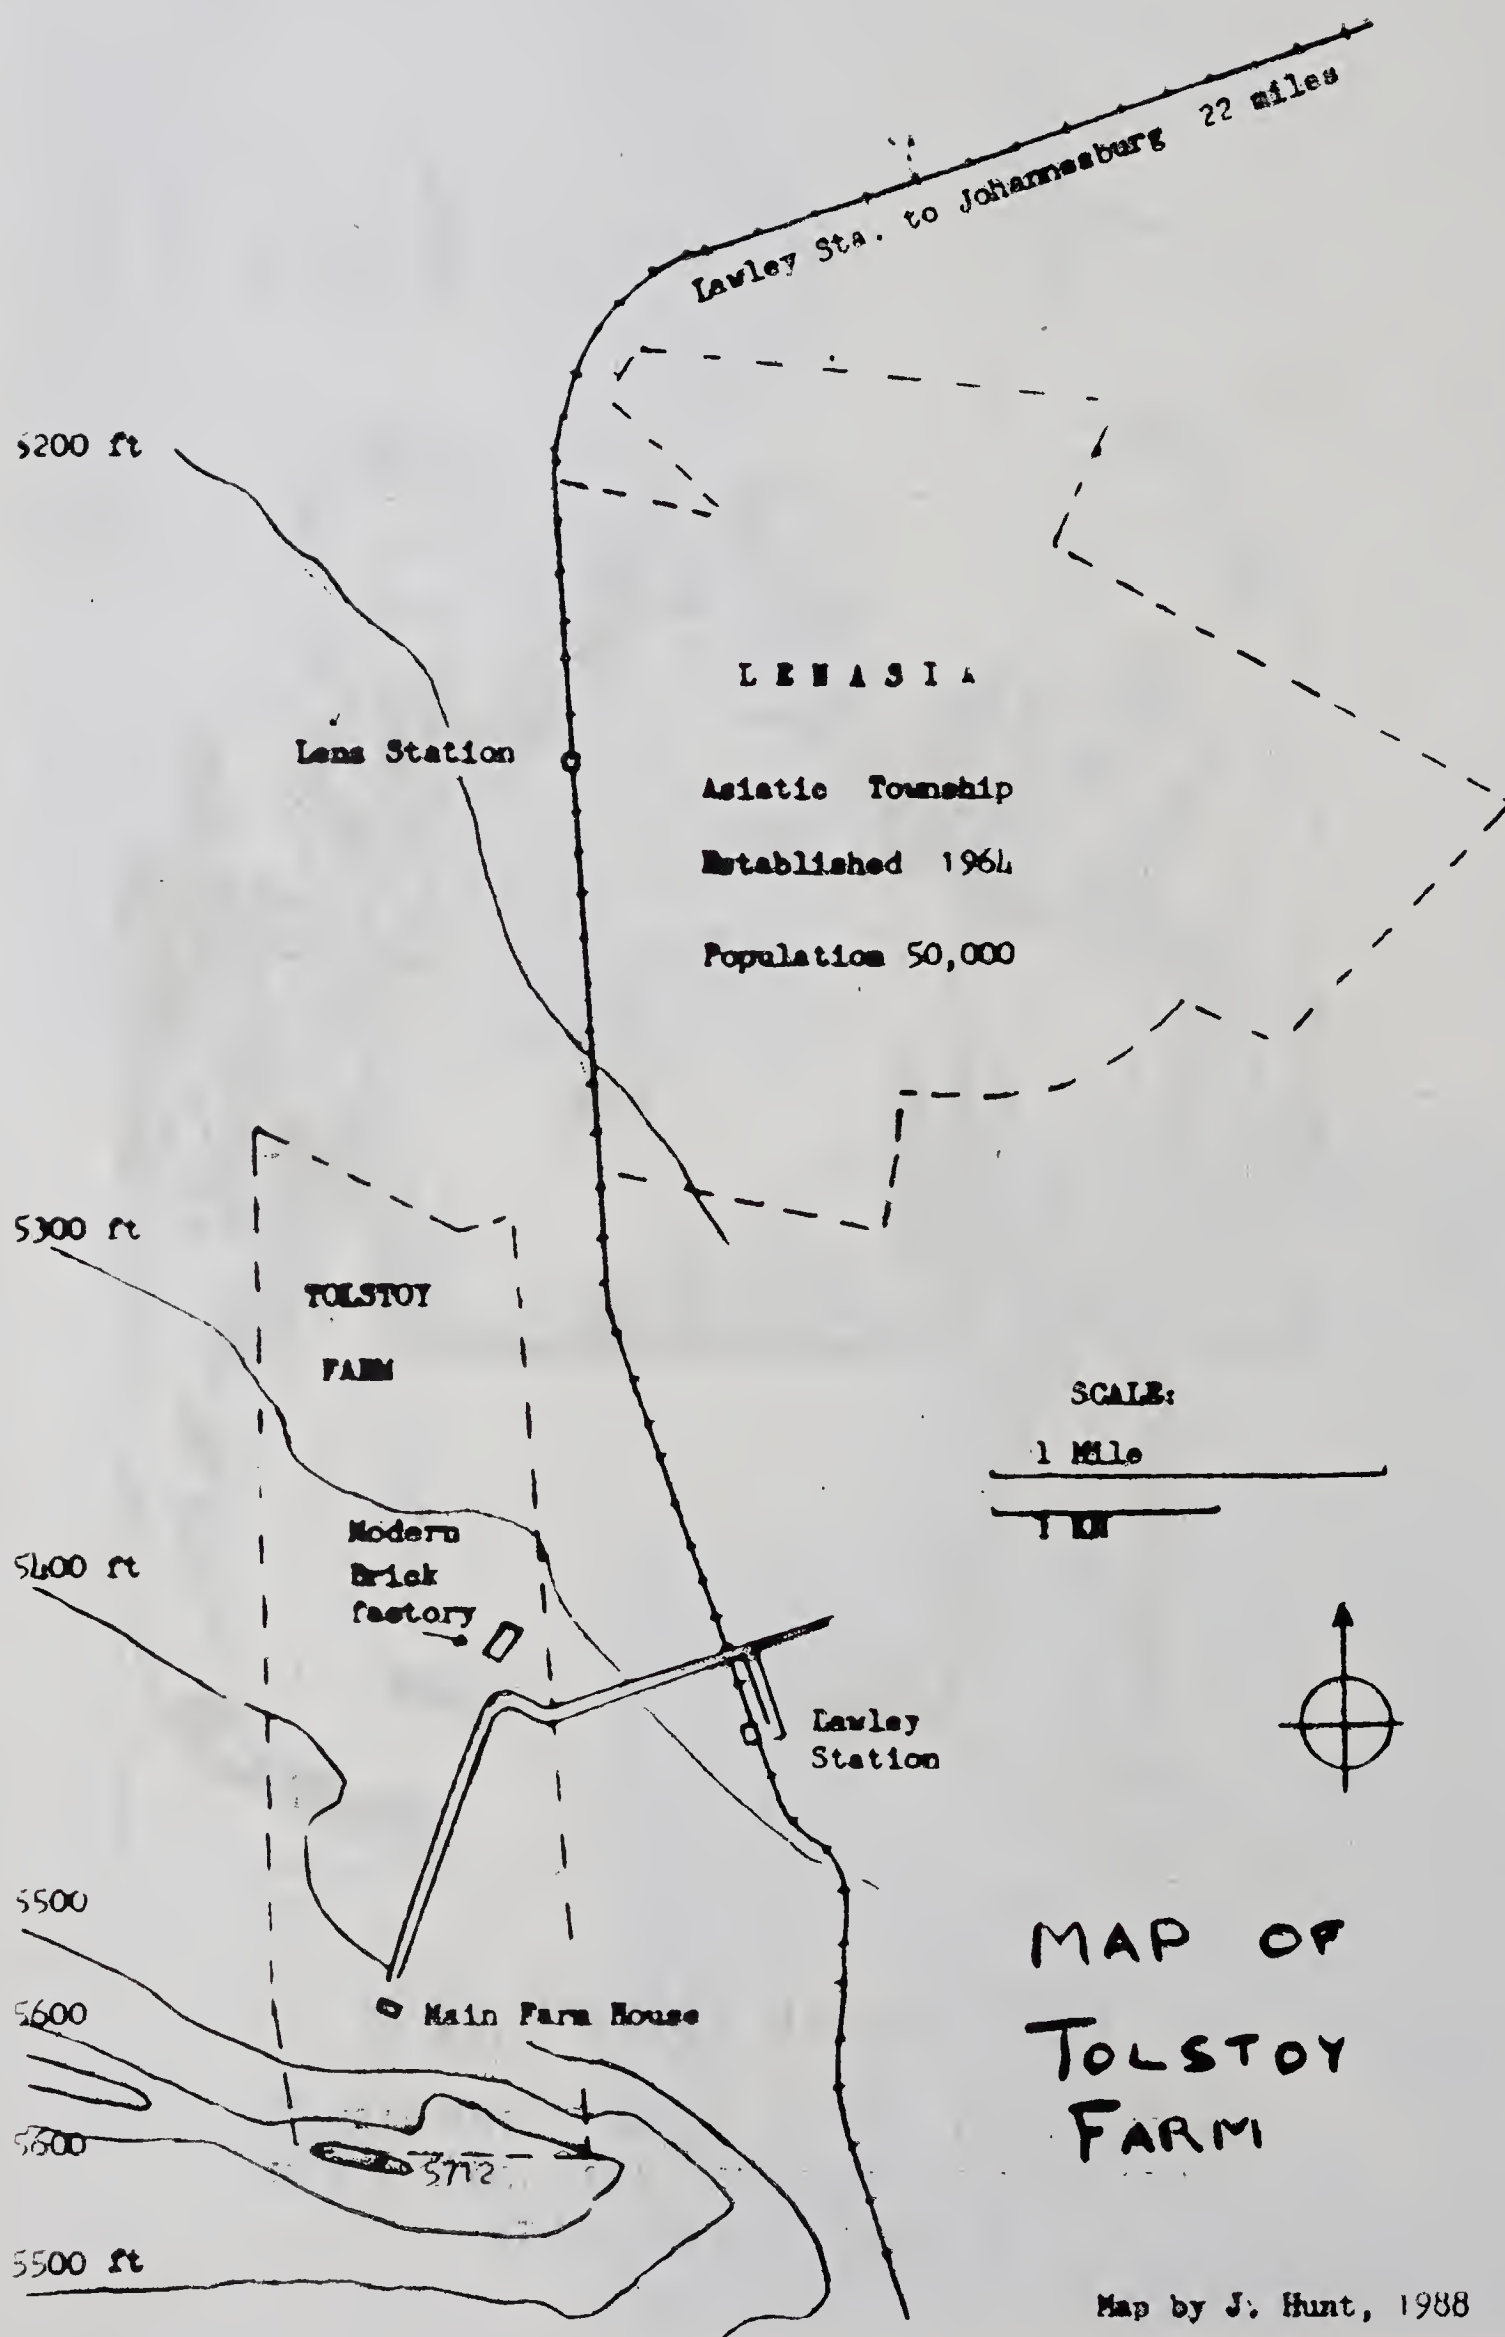 Lawley Sta. to Johannesburg 22 miles
5200 ft
LENASIA
Lens Station
Asiatic Township
Established 1964
Population 50,000
5300 ft
TOLSTOY
FARM
SCALE:
1 Mile
1 KM
Modern
Brick
factory
5400 ft
Lawley
Station
5500
5600
Main Farm House
5600
5712
5500 ft
MAP OF
TOLSTOY
FARM
Map by J. Hunt, 1988